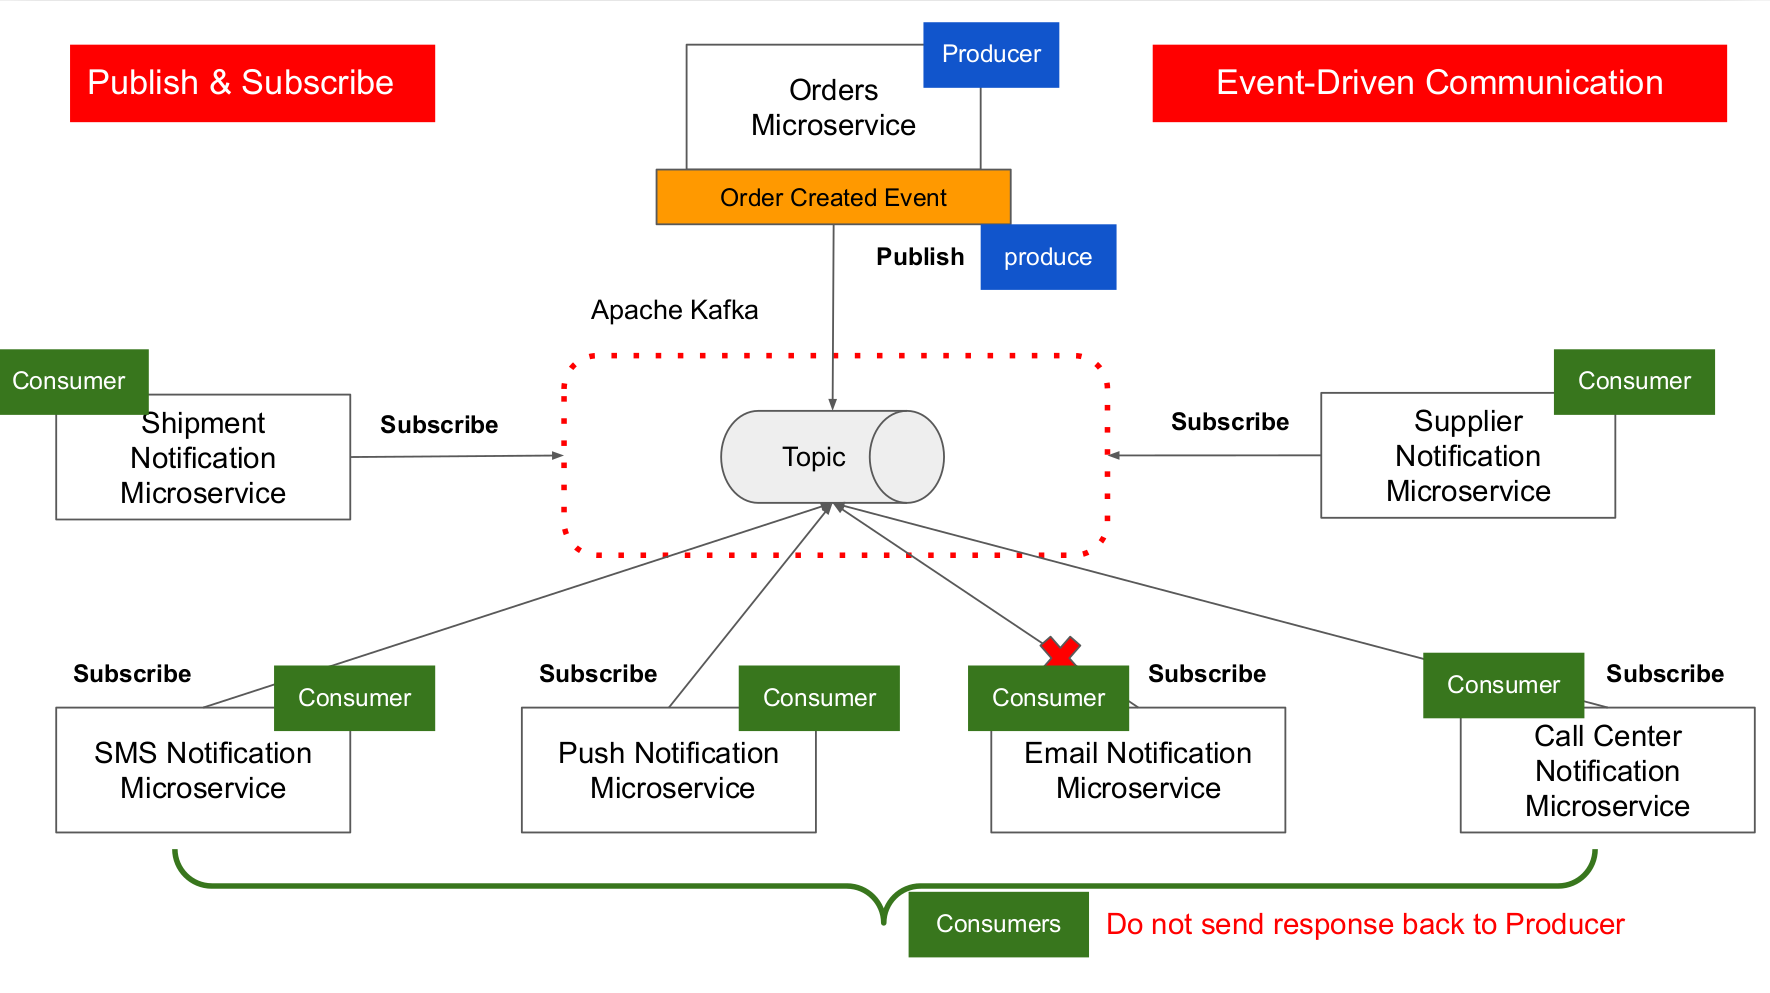 Publish & Subscribe
Producer
Event-Driven Communication
Orders
Microservice
Order Created Event
Publish
produce
Apache Kafka
Consumer
Shipment
Notification
Microservice
Subscribe
Topic
Subscribe
Consumer
Supplier
Notification
Microservice
Subscribe
Consumer
SMS Notification
Microservice
Subscribe
Consumer
Push Notification
Microservice
Consumer
Subscribe
Email Notification
Microservice
Consumer
Subscribe
Call Center
Notification
Microservice
Consumers
Do not send response back to Producer